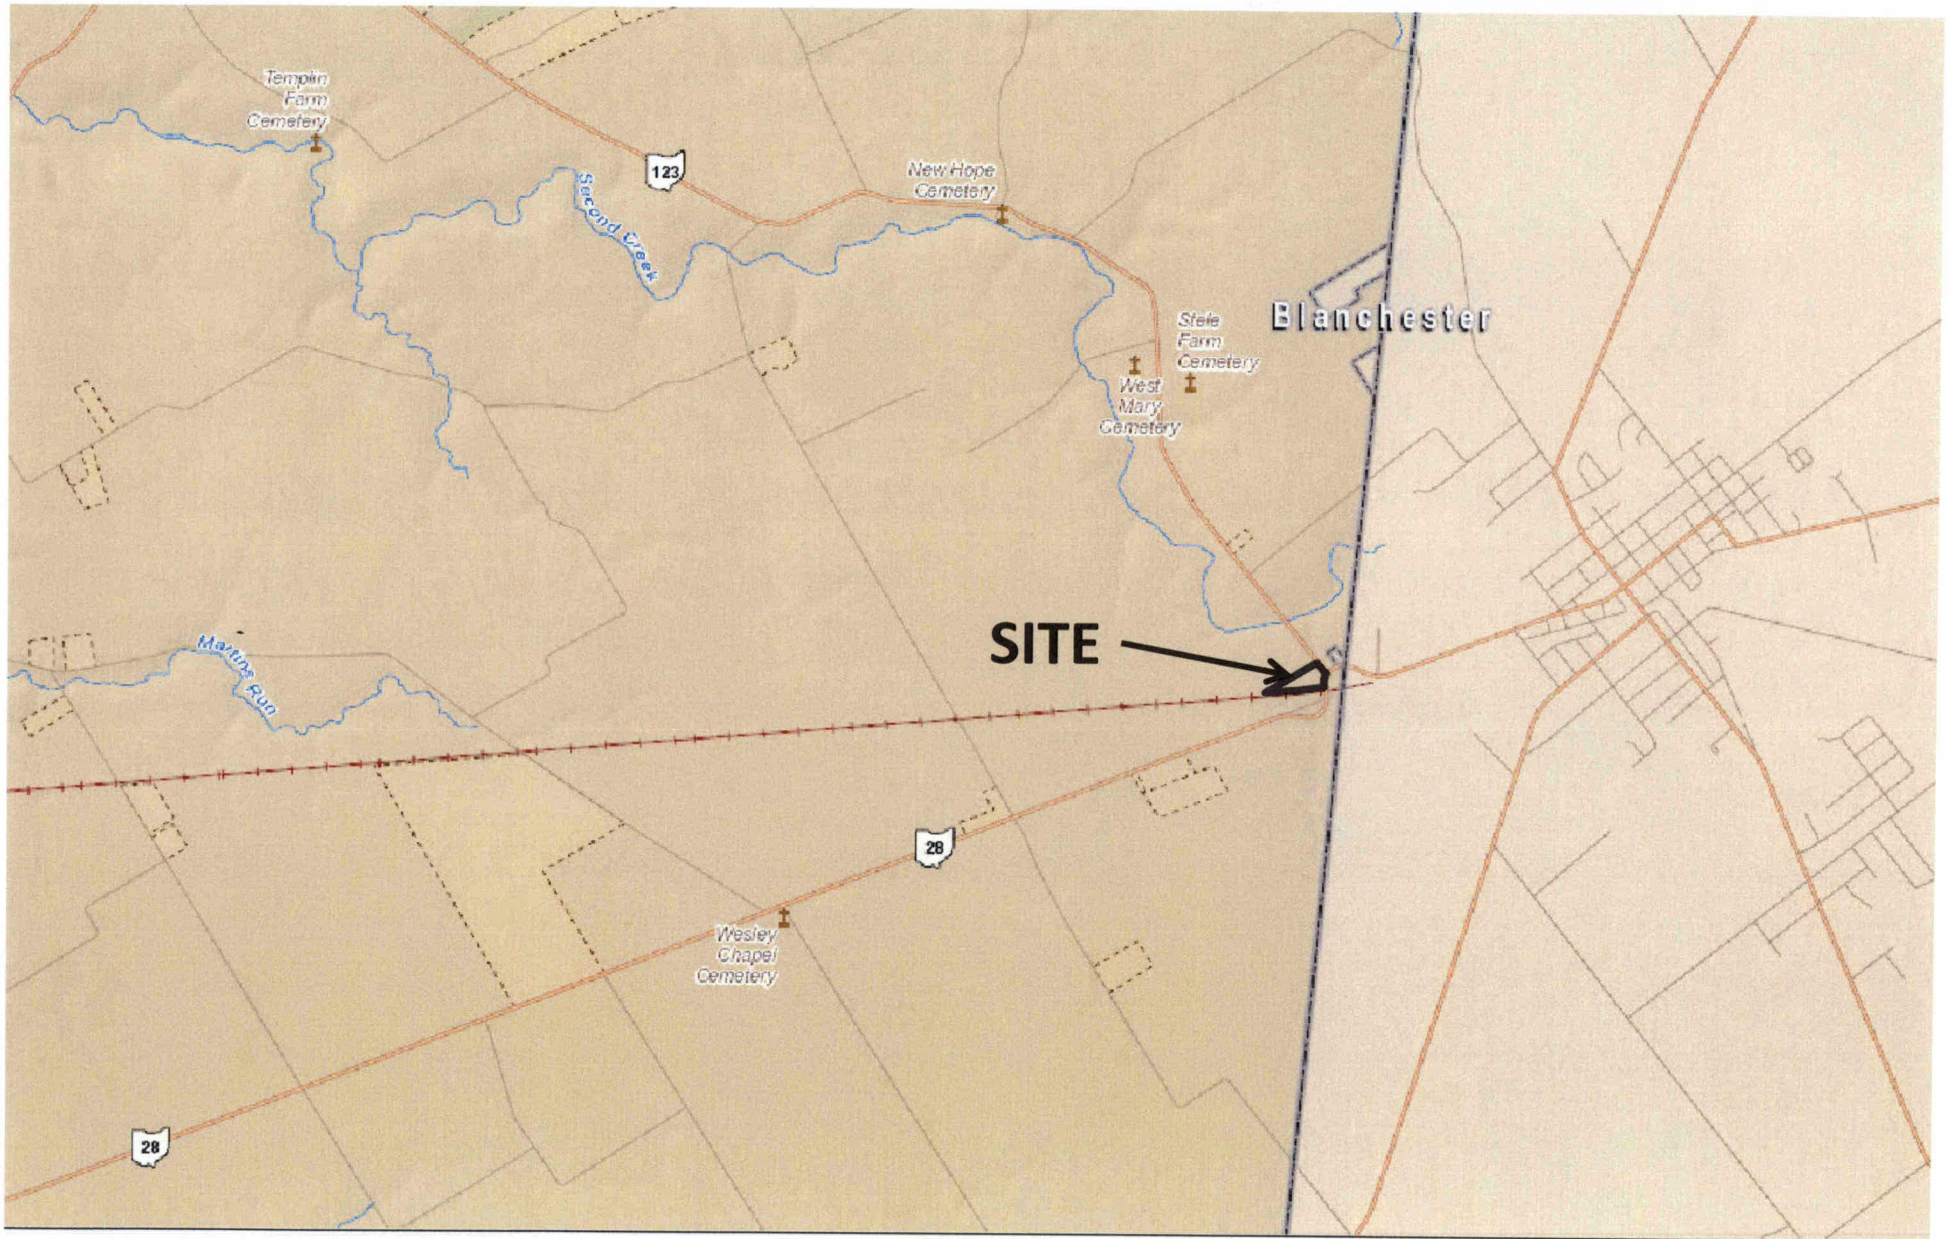 Templin
Farm
Cemetery
123
New Hope
Cemetery
Second Creek
Blanchester
Stele
Farm
Cemetery
West
Mary
Cemetery
SITE
Martins Run
28
Wesley
Chapel
Cemetery
28